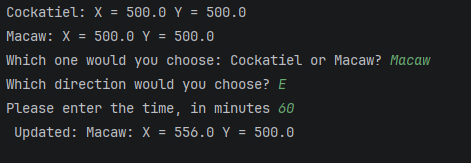 Cockatiel: X = 500.0 Y = 500.0
Macaw: X = 500.0 Y = 500.0
Which one would you choose: Cockatiel or Macaw? Macaw
Which direction would you choose? E
Please enter the time, in minutes 60
 Updated: Macaw: X = 556.0 Y = 500.0